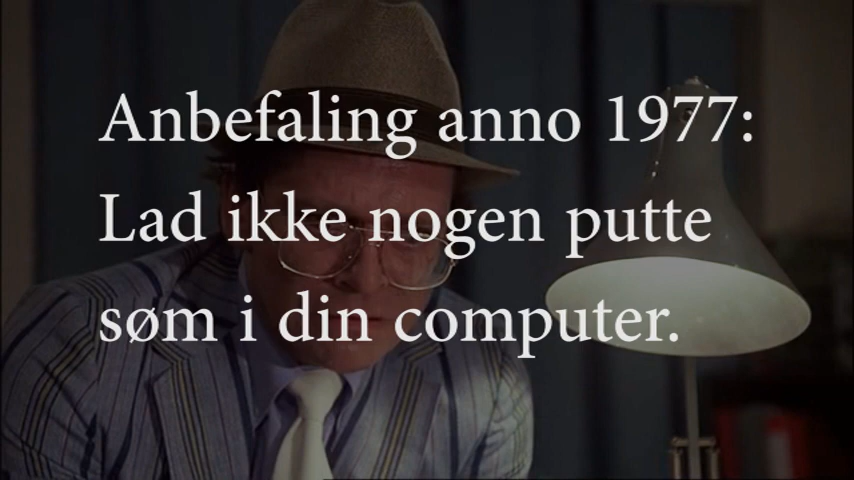 Anbefaling anno 1977:
Lad ikke nogen putte
søm i din computer.